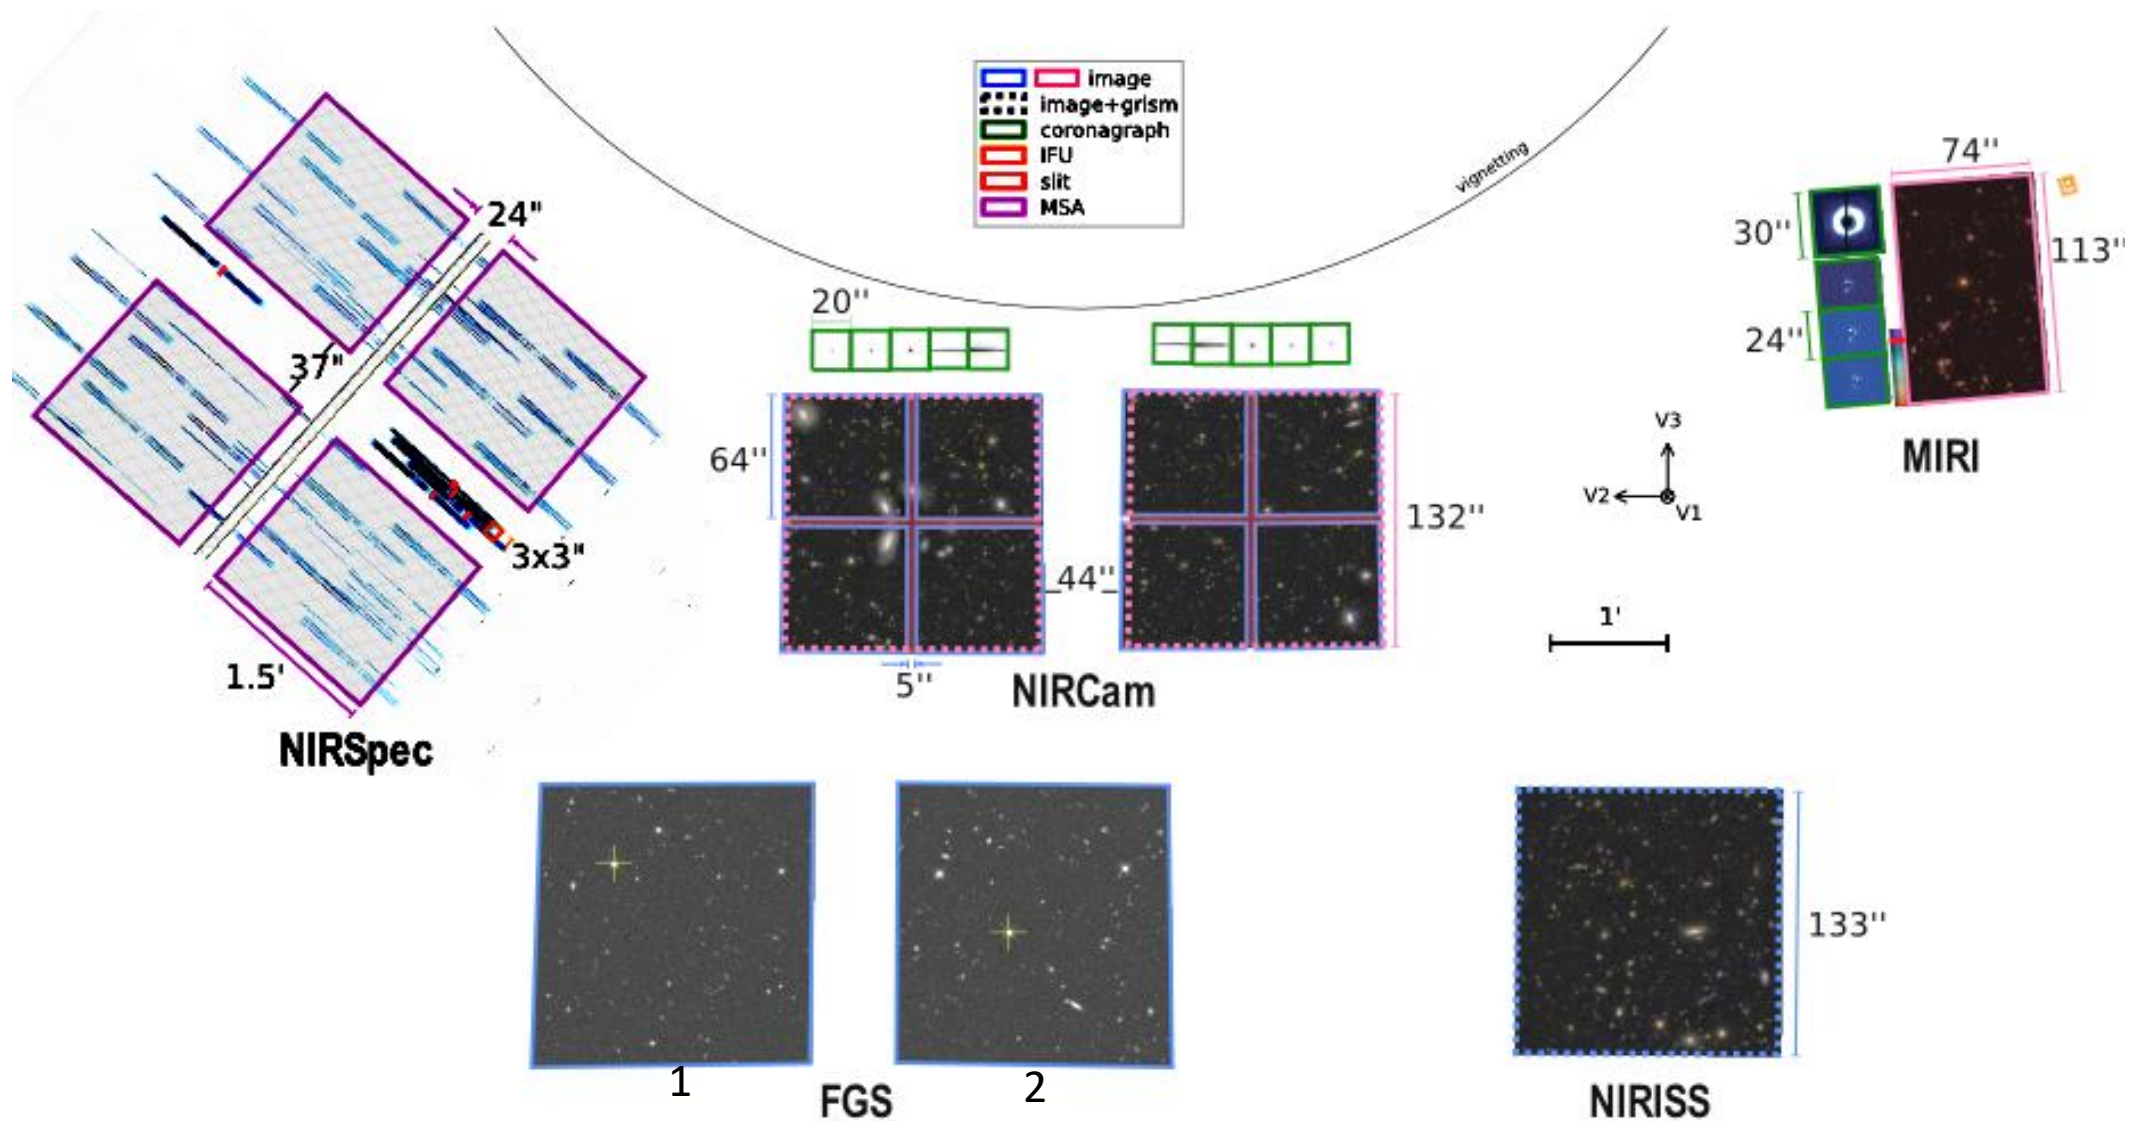 image
image+grism
coronagraph
IFU
slit
MSA
vignetting
24"
37"
3x3"
1.5'
NIRSpec
20''
64''
44''
132''
5''
NIRCam
74''
30''
113''
24''
MIRI
V3
V2
V1
1'
1
2
FGS
133''
NIRISS